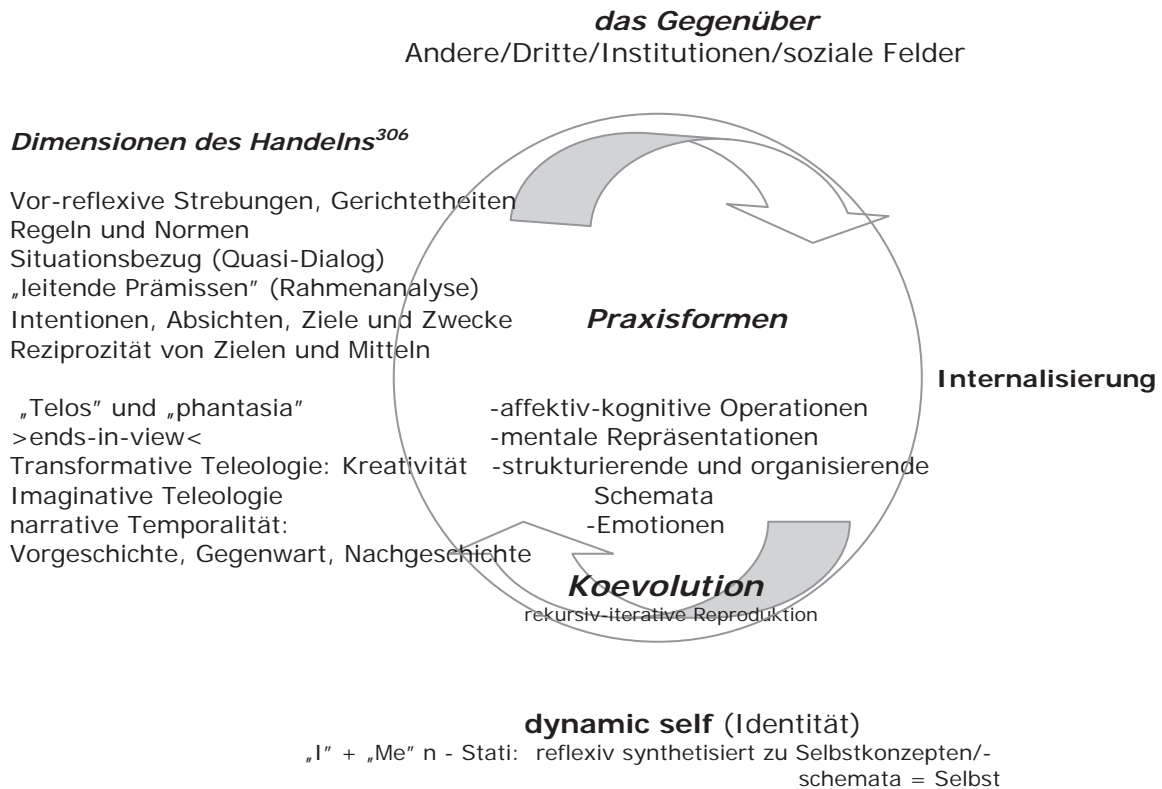 das Gegenüber
Andere/Dritte/Institutionen/soziale Felder
Dimensionen des Handelns306
Vor-reflexive Strebungen, Gerichtetheiten
Regeln und Normen
Situationsbezug (Quasi-Dialog)
„leitende Prämissen" (Rahmenanalyse)
Intentionen, Absichten, Ziele und Zwecke
Reziprozität von Zielen und Mitteln
„Telos" und „phantasia"
>ends-in-view<
Transformative Teleologie: Kreativität
Imaginative Teleologie
narrative Temporalität:
Vorgeschichte, Gegenwart, Nachgeschichte
Praxisformen
-affektiv-kognitive Operationen
-mentale Repräsentationen
-strukturierende und organisierende
Schemata
-Emotionen
Koevolution
rekursiv-iterative Reproduktion
Internalisierung
dynamic self (Identität)
„I" + „Me" n - Stati: reflexiv synthetisiert zu Selbstkonzepten/-
schemata = Selbst